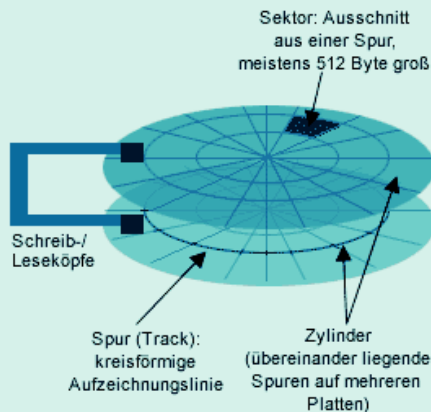 Sektor: Ausschnitt
aus einer Spur,
meistens 512 Byte groß
Schreib-/
Leseköpfe
Spur (Track):
kreisförmige
Aufzeichnungslinie
Zylinder
(übereinander liegende
Spuren auf mehreren
Platten)